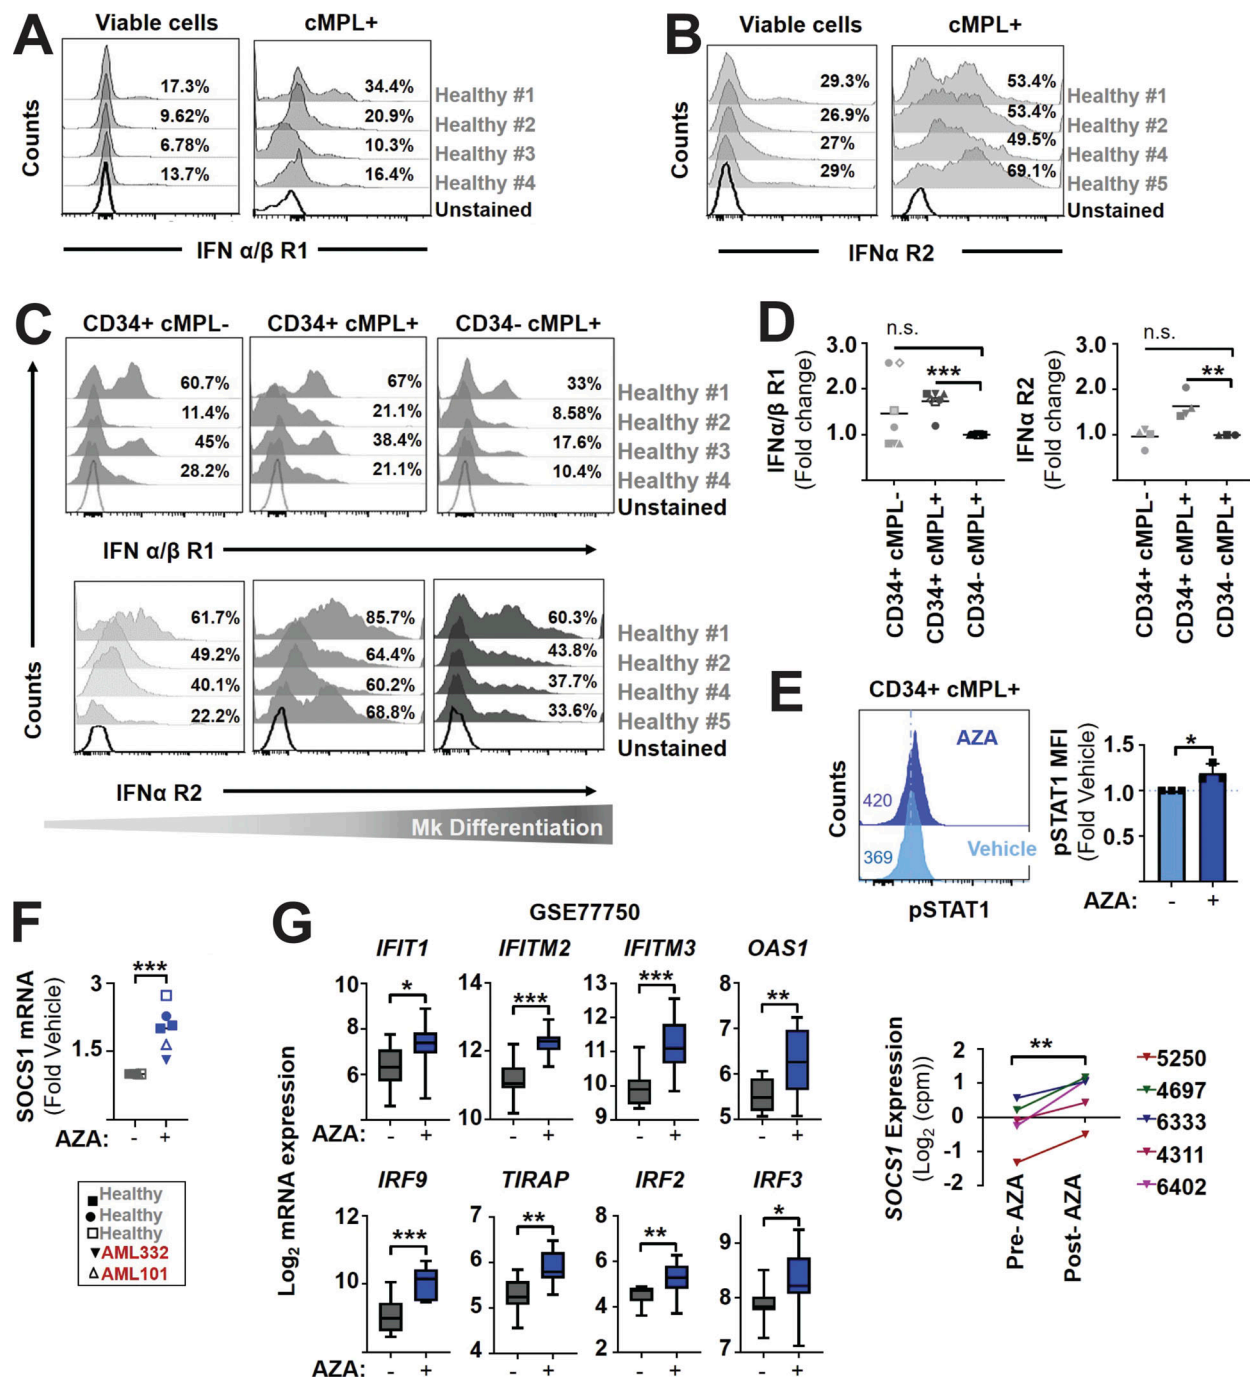 A
Viable cells
cMPL+
Counts
17.3%
9.62%
6.78%
13.7%
34.4%
20.9%
10.3%
16.4%
Healthy #1
Healthy #2
Healthy #3
Healthy #4
Unstained
IFN α/β R1
B
Viable cells
cMPL+
Counts
29.3%
26.9%
27%
29%
53.4%
53.4%
49.5%
69.1%
Healthy #1
Healthy #2
Healthy #4
Healthy #5
Unstained
IFNα R2
C
CD34+ cMPL-
CD34+ cMPL+
CD34- cMPL+
60.7%
11.4%
45%
28.2%
67%
21.1%
38.4%
21.1%
33%
8.58%
17.6%
10.4%
Healthy #1
Healthy #2
Healthy #3
Healthy #4
Unstained
IFN α/β R1
Counts
61.7%
49.2%
40.1%
22.2%
85.7%
64.4%
60.2%
68.8%
60.3%
43.8%
37.7%
33.6%
Healthy #1
Healthy #2
Healthy #4
Healthy #5
Unstained
IFNα R2
Mk Differentiation
D
IFNα/β R1
(Fold change)
3.0
2.0
1.0
n.s.
***
CD34+ cMPL-
CD34+ cMPL+
CD34- cMPL+
IFNα R2
(Fold change)
3.0
2.0
1.0
n.s.
**
CD34+ cMPL-
CD34+ cMPL+
CD34- cMPL+
E
CD34+ cMPL+
Counts
AZA
420
Vehicle
369
pSTAT1
pSTAT1 MFI
(Fold Vehicle)
1.5
1.0
0.5
*
AZA: - +
F
SOCS1 mRNA
(Fold Vehicle)
3
1.5
***
AZA: - +
Healthy
Healthy
Healthy
AML332
AML101
G
GSE77750
Log2 mRNA expression
IFIT1
10
8
6
*
IFITM2
14
12
10
***
IFITM3
13
12
11
10
9
***
OAS1
8
7
6
5
**
AZA: - + - + - + - +
IRF9
12
10
***
TIRAP
7
6
5
4
**
IRF2
8
6
4
2
**
IRF3
9
8
7
*
AZA: - + - + - + - +
SOCS1 Expression
(Log2 (cpm))
2
1
0
-1
-2
**
Pre- AZA
Post- AZA
5250
4697
6333
4311
6402